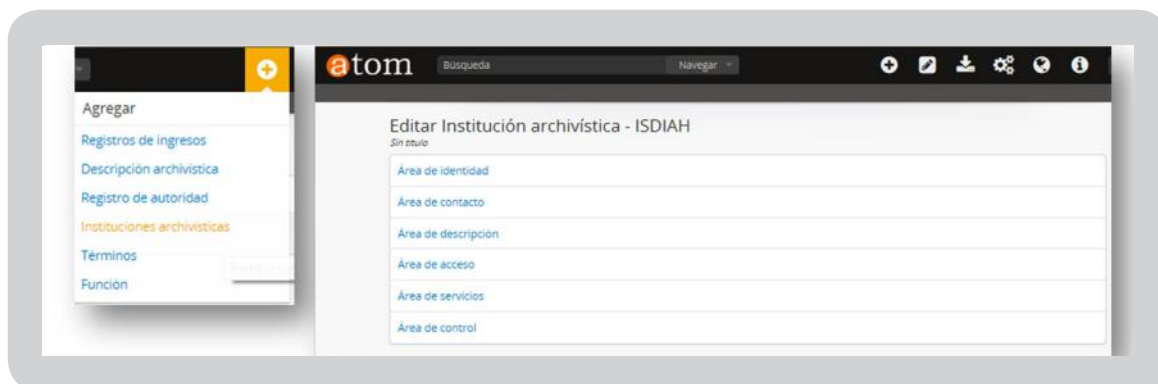 Agregar
Registros de ingresos
Descripción archivística
Registro de autoridad
Instituciones archivísticas
Términos
Función
atom
Búsqueda
Navegar
Editar Institución archivística - ISDIAH
Sin título
Área de identidad
Área de contacto
Área de descripción
Área de acceso
Área de servicios
Área de control